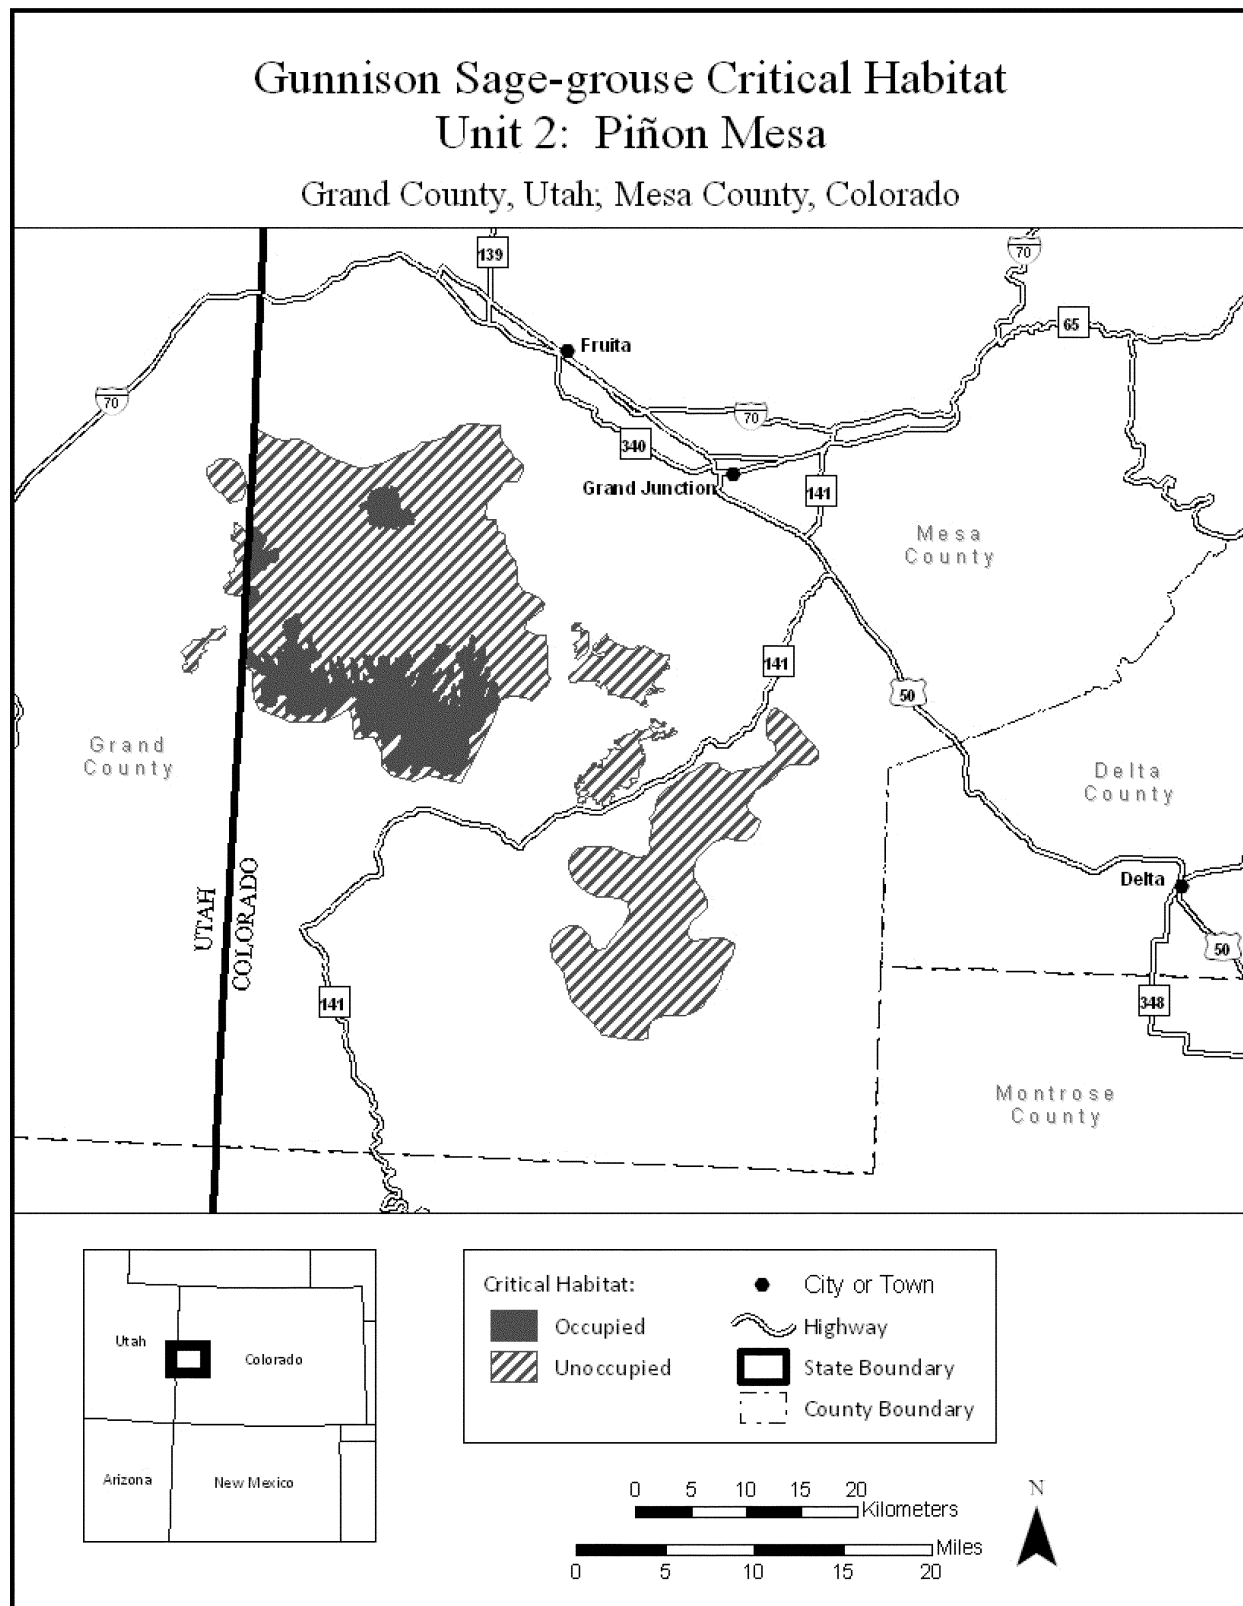 Gunnison Sage-grouse Critical Habitat
Unit 2: Piñon Mesa
Grand County, Utah; Mesa County, Colorado
139
70
65
Fruita
70
70
340
Grand Junction
141
Mesa
County
141
50
Grand
County
Delta
County
UTAH
COLORADO
Delta
50
141
348
Montrose
County
Utah
Colorado
Arizona
New Mexico
Critical Habitat:
Occupied
Unoccupied
City or Town
Highway
State Boundary
County Boundary
0 5 10 15 20
Kilometers
Miles
0 5 10 15 20
N